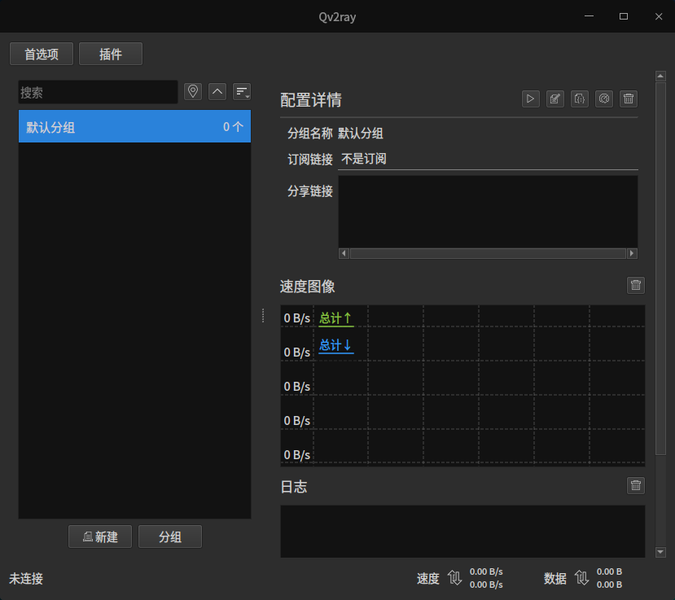 Qv2ray
首选项 插件
搜索
默认分组 0 个
配置详情
分组名称 默认分组
订阅链接 不是订阅
分享链接
速度图像
0 B/s 总计↑
0 B/s 总计↓
0 B/s
0 B/s
0 B/s
日志
新建 分组
未连接 速度 0.00 B/s 数据 0.00 B
0.00 B/s 0.00 B